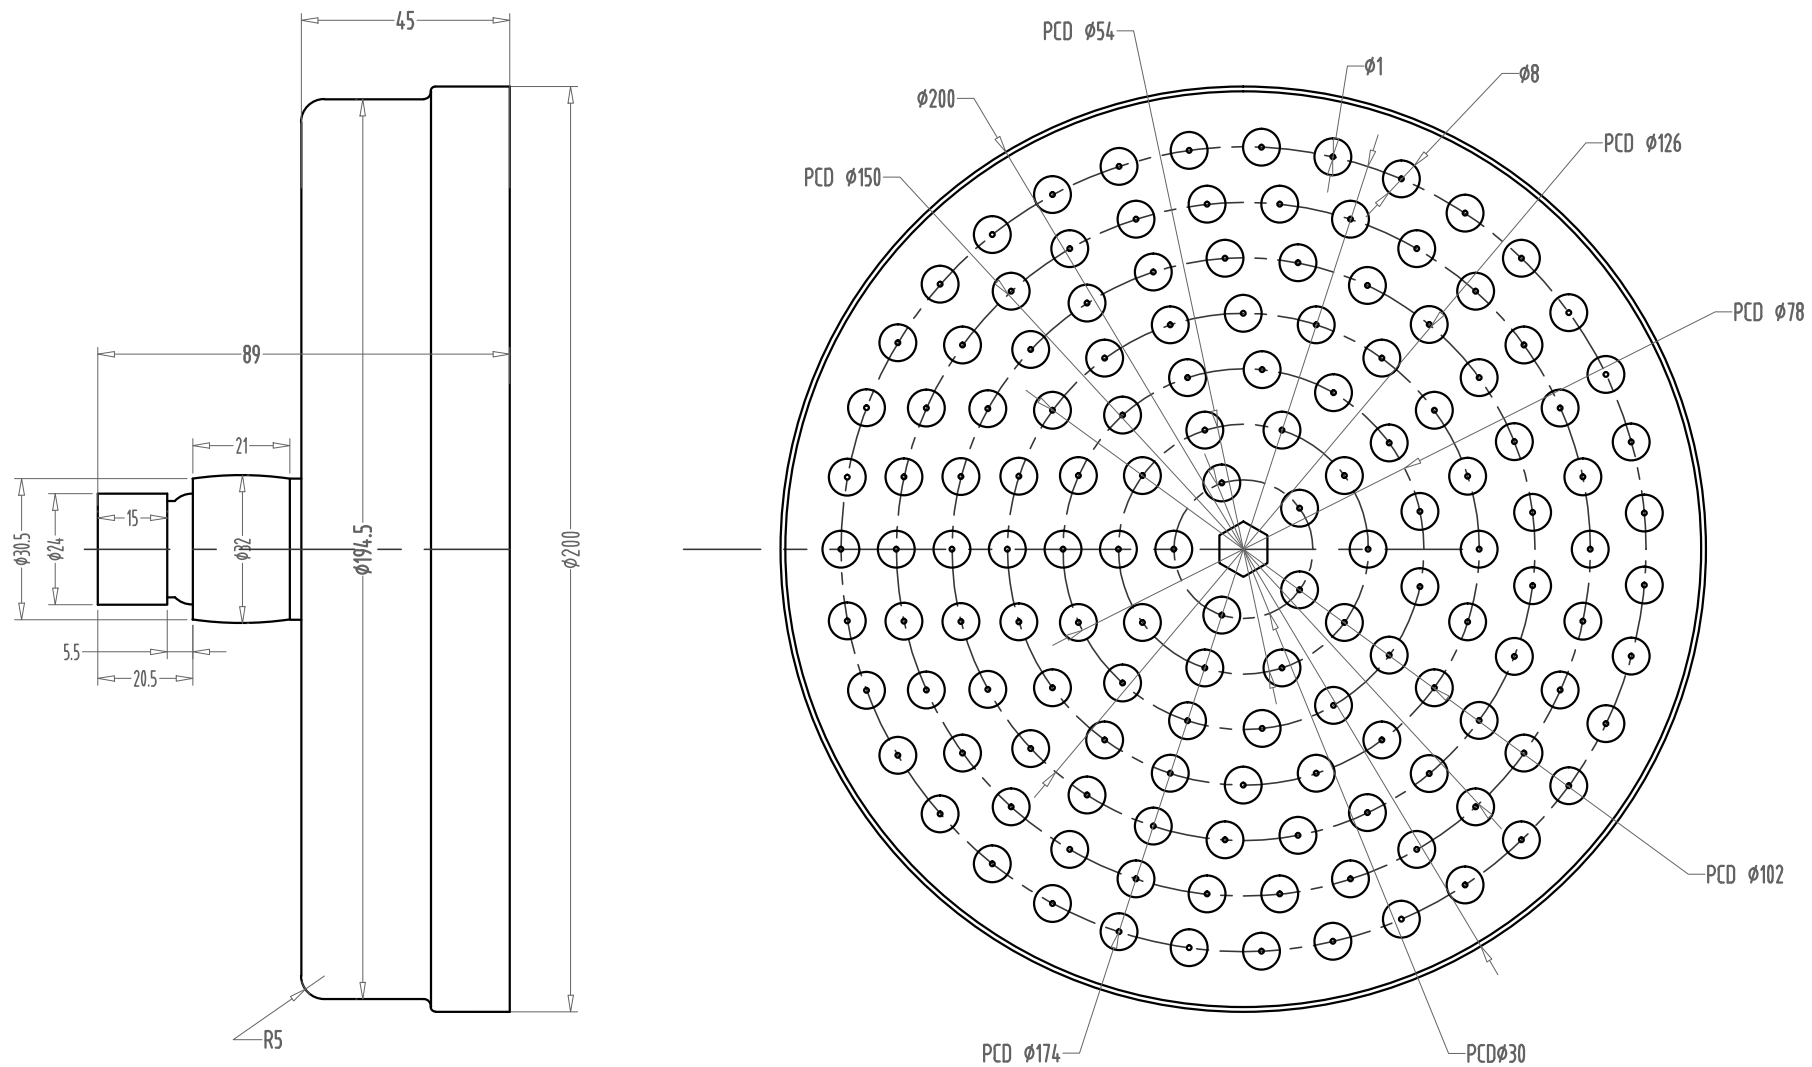 45
PCD Ø54
Ø1
Ø8
Ø200
PCD Ø126
PCD Ø150
PCD Ø78
89
21
15
Ø30.5
Ø24
Ø32
Ø194.5
Ø200
5.5
20.5
PCD Ø102
R5
PCD Ø174
PCDØ30